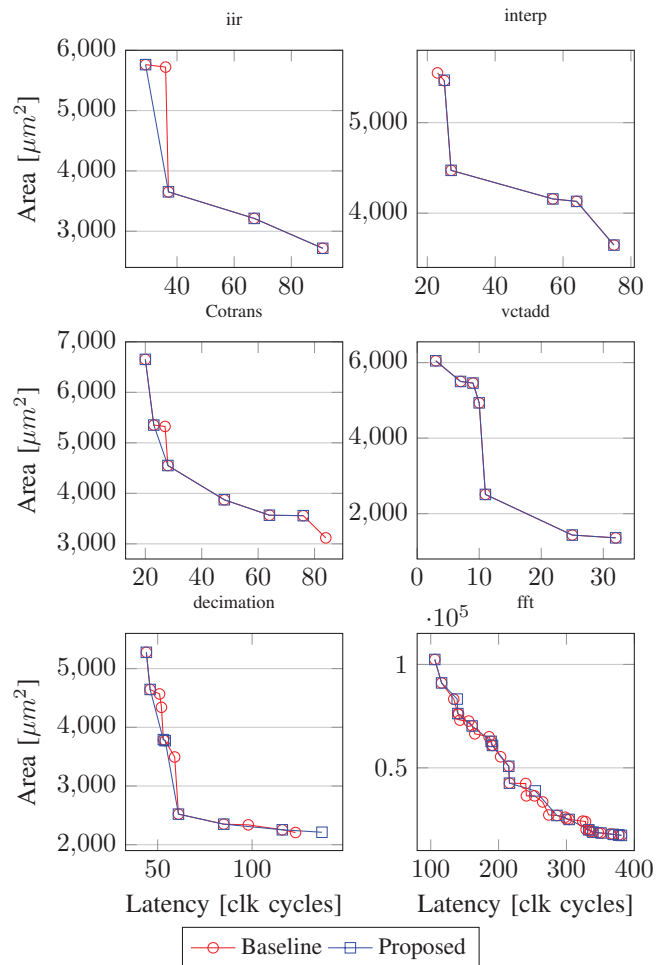 iir
interp
6,000
5,000
4,000
3,000
Area [μm²]
40 60 80
5,000
4,000
20 40 60 80
Cotrans
vctadd
7,000
6,000
5,000
4,000
3,000
Area [μm²]
20 40 60 80
6,000
4,000
2,000
0 10 20 30
decimation
fft
5,000
4,000
3,000
2,000
Area [μm²]
50 100
Latency [clk cycles]
·10⁵
1
0.5
100 200 300 400
Latency [clk cycles]
Baseline Proposed